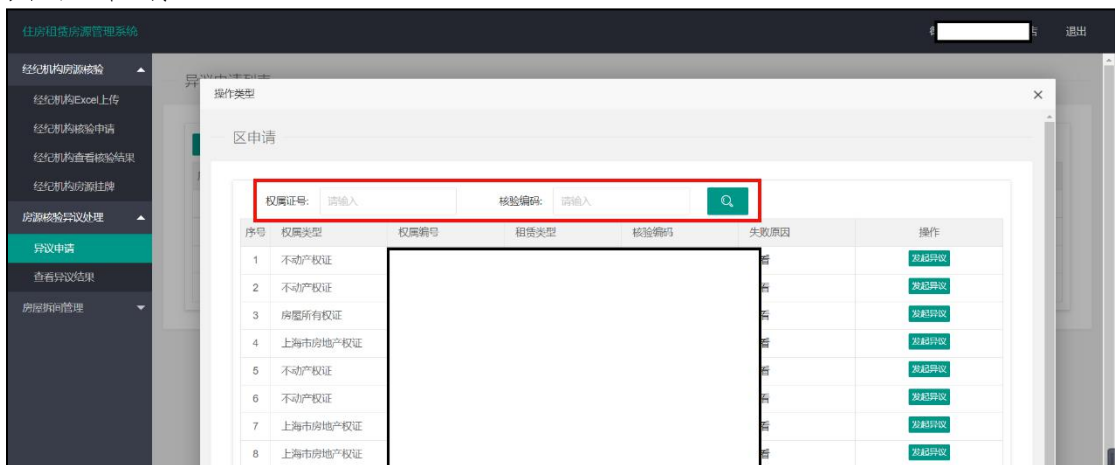 住房租赁房源管理系统
退出
经纪机构房源核验
经纪机构Excel上传
经纪机构核验申请
经纪机构查看核验结果
经纪机构房源挂牌
房源核验异议处理
异议申请
查看异议结果
房屋拆间管理
操作类型
×
区申请
权属证号: 请输入 核验编码: 请输入
序号 权属类型 权属编号 租赁类型 核验编码 失败原因 操作
1 不动产权证 看 发起异议
2 不动产权证 看 发起异议
3 房屋所有权证 看 发起异议
4 上海市房地产权证 看 发起异议
5 不动产权证 看 发起异议
6 不动产权证 看 发起异议
7 上海市房地产权证 看 发起异议
8 上海市房地产权证 看 发起异议